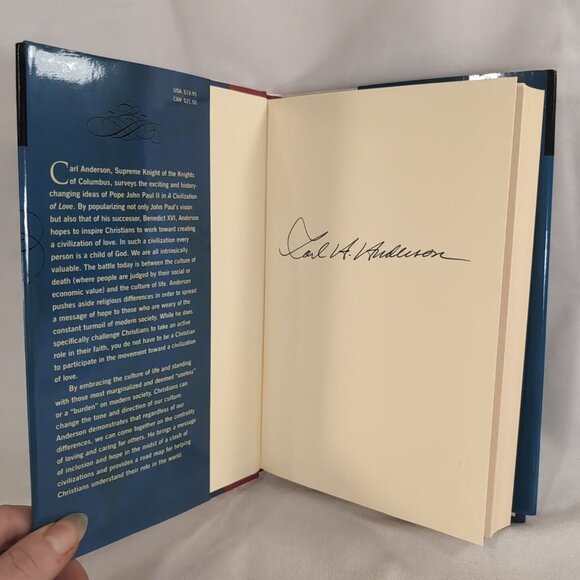 USA $19.95
CAN $21.50
Carl Anderson, Supreme Knight of the Knights
of Columbus, surveys the exciting and history-
changing ideas of Pope John Paul II in A Civilization
of Love. By popularizing not only John Paul's vision
but also that of his successor, Benedict XVI, Anderson
hopes to inspire Christians to work toward creating
a civilization of love. In such a civilization every
person is a child of God. We are all intrinsically
valuable. The battle today is between the culture of
death (where people are judged by their social or
economic value) and the culture of life. Anderson
pushes aside religious differences in order to spread
a message of hope to those who are weary of the
constant turmoil of modern society. While he does
specifically challenge Christians to take an active
role in their faith, you do not have to be a Christian
to participate in the movement toward a civilization
of love.
By embracing the culture of life and standing
with those most marginalized and deemed "useless"
or a "burden" on modern society, Christians can
change the tone and direction of our culture.
Anderson demonstrates that regardless of our
differences, we can come together on the centrality
of loving and caring for others. He brings a message
of inclusion and hope in the midst of a clash of
civilizations and provides a road map for helping
Christians understand their role in the world.
Carl A. Anderson